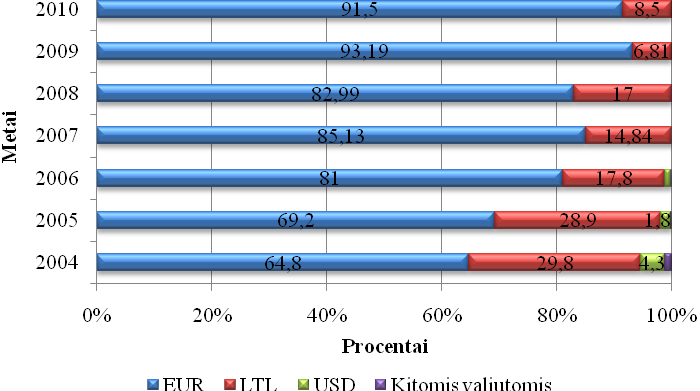 2010 91,5 8,5
2009 93,19 6,81
2008 82,99 17
2007 85,13 14,84
2006 81 17,8
2005 69,2 28,9 1,8
2004 64,8 29,8 4,3
Metai
0% 20% 40% 60% 80% 100%
Procentai
EUR LTL USD Kitomis valiutomis